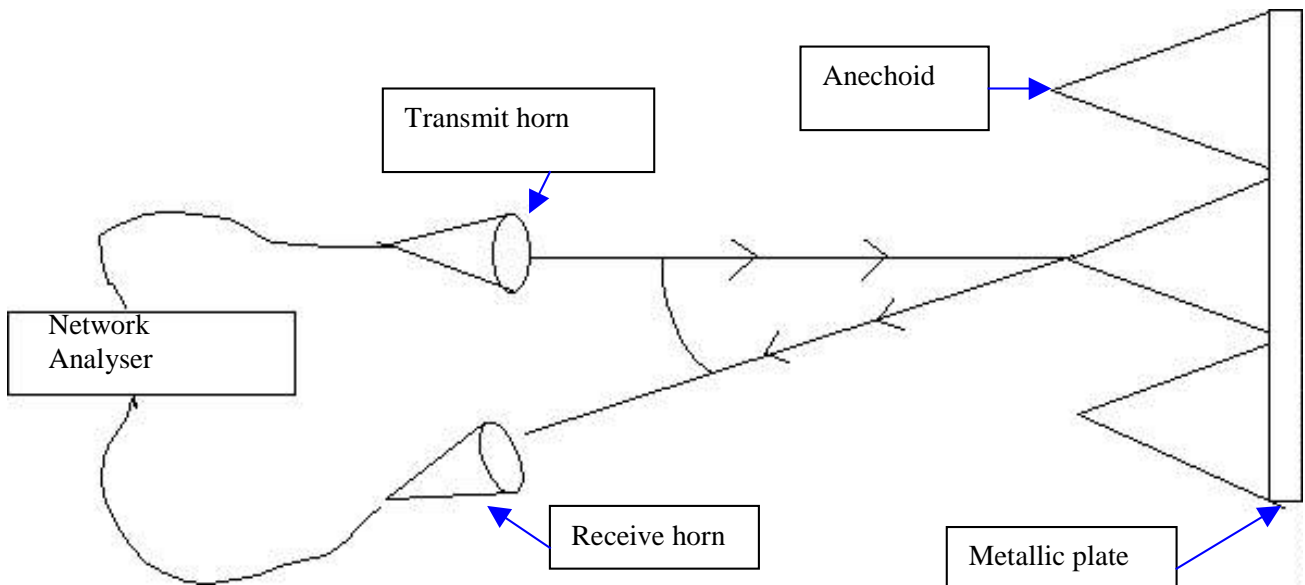 Anechoid
Transmit horn
Network
Analyser
Receive horn
Metallic plate